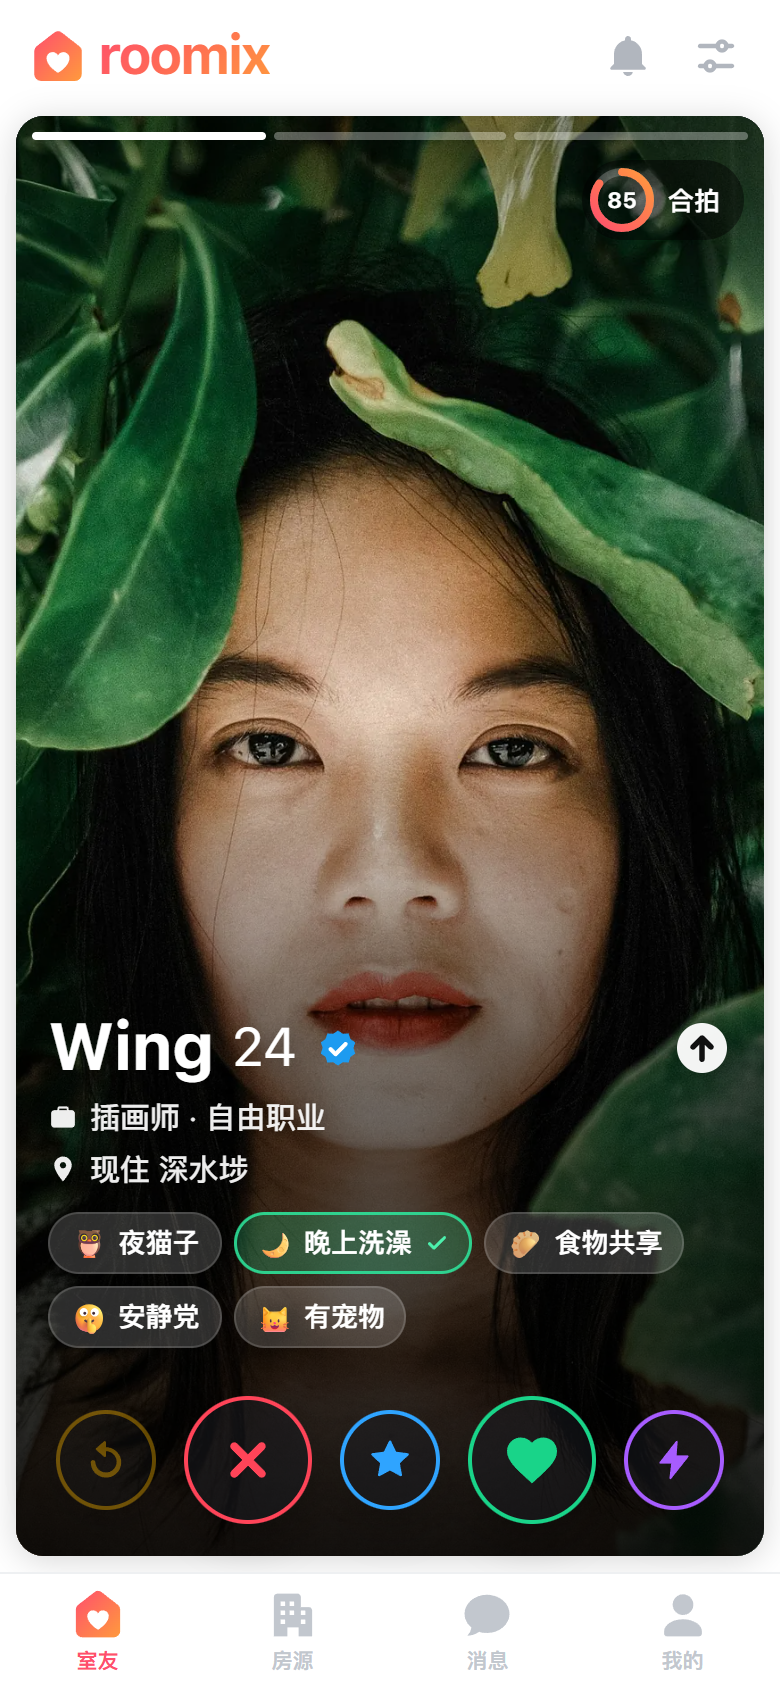 roomix
85 合拍
Wing 24
插画师 · 自由职业
现住 深水埗
夜猫子 晚上洗澡 食物共享
安静党 有宠物
室友 房源 消息 我的